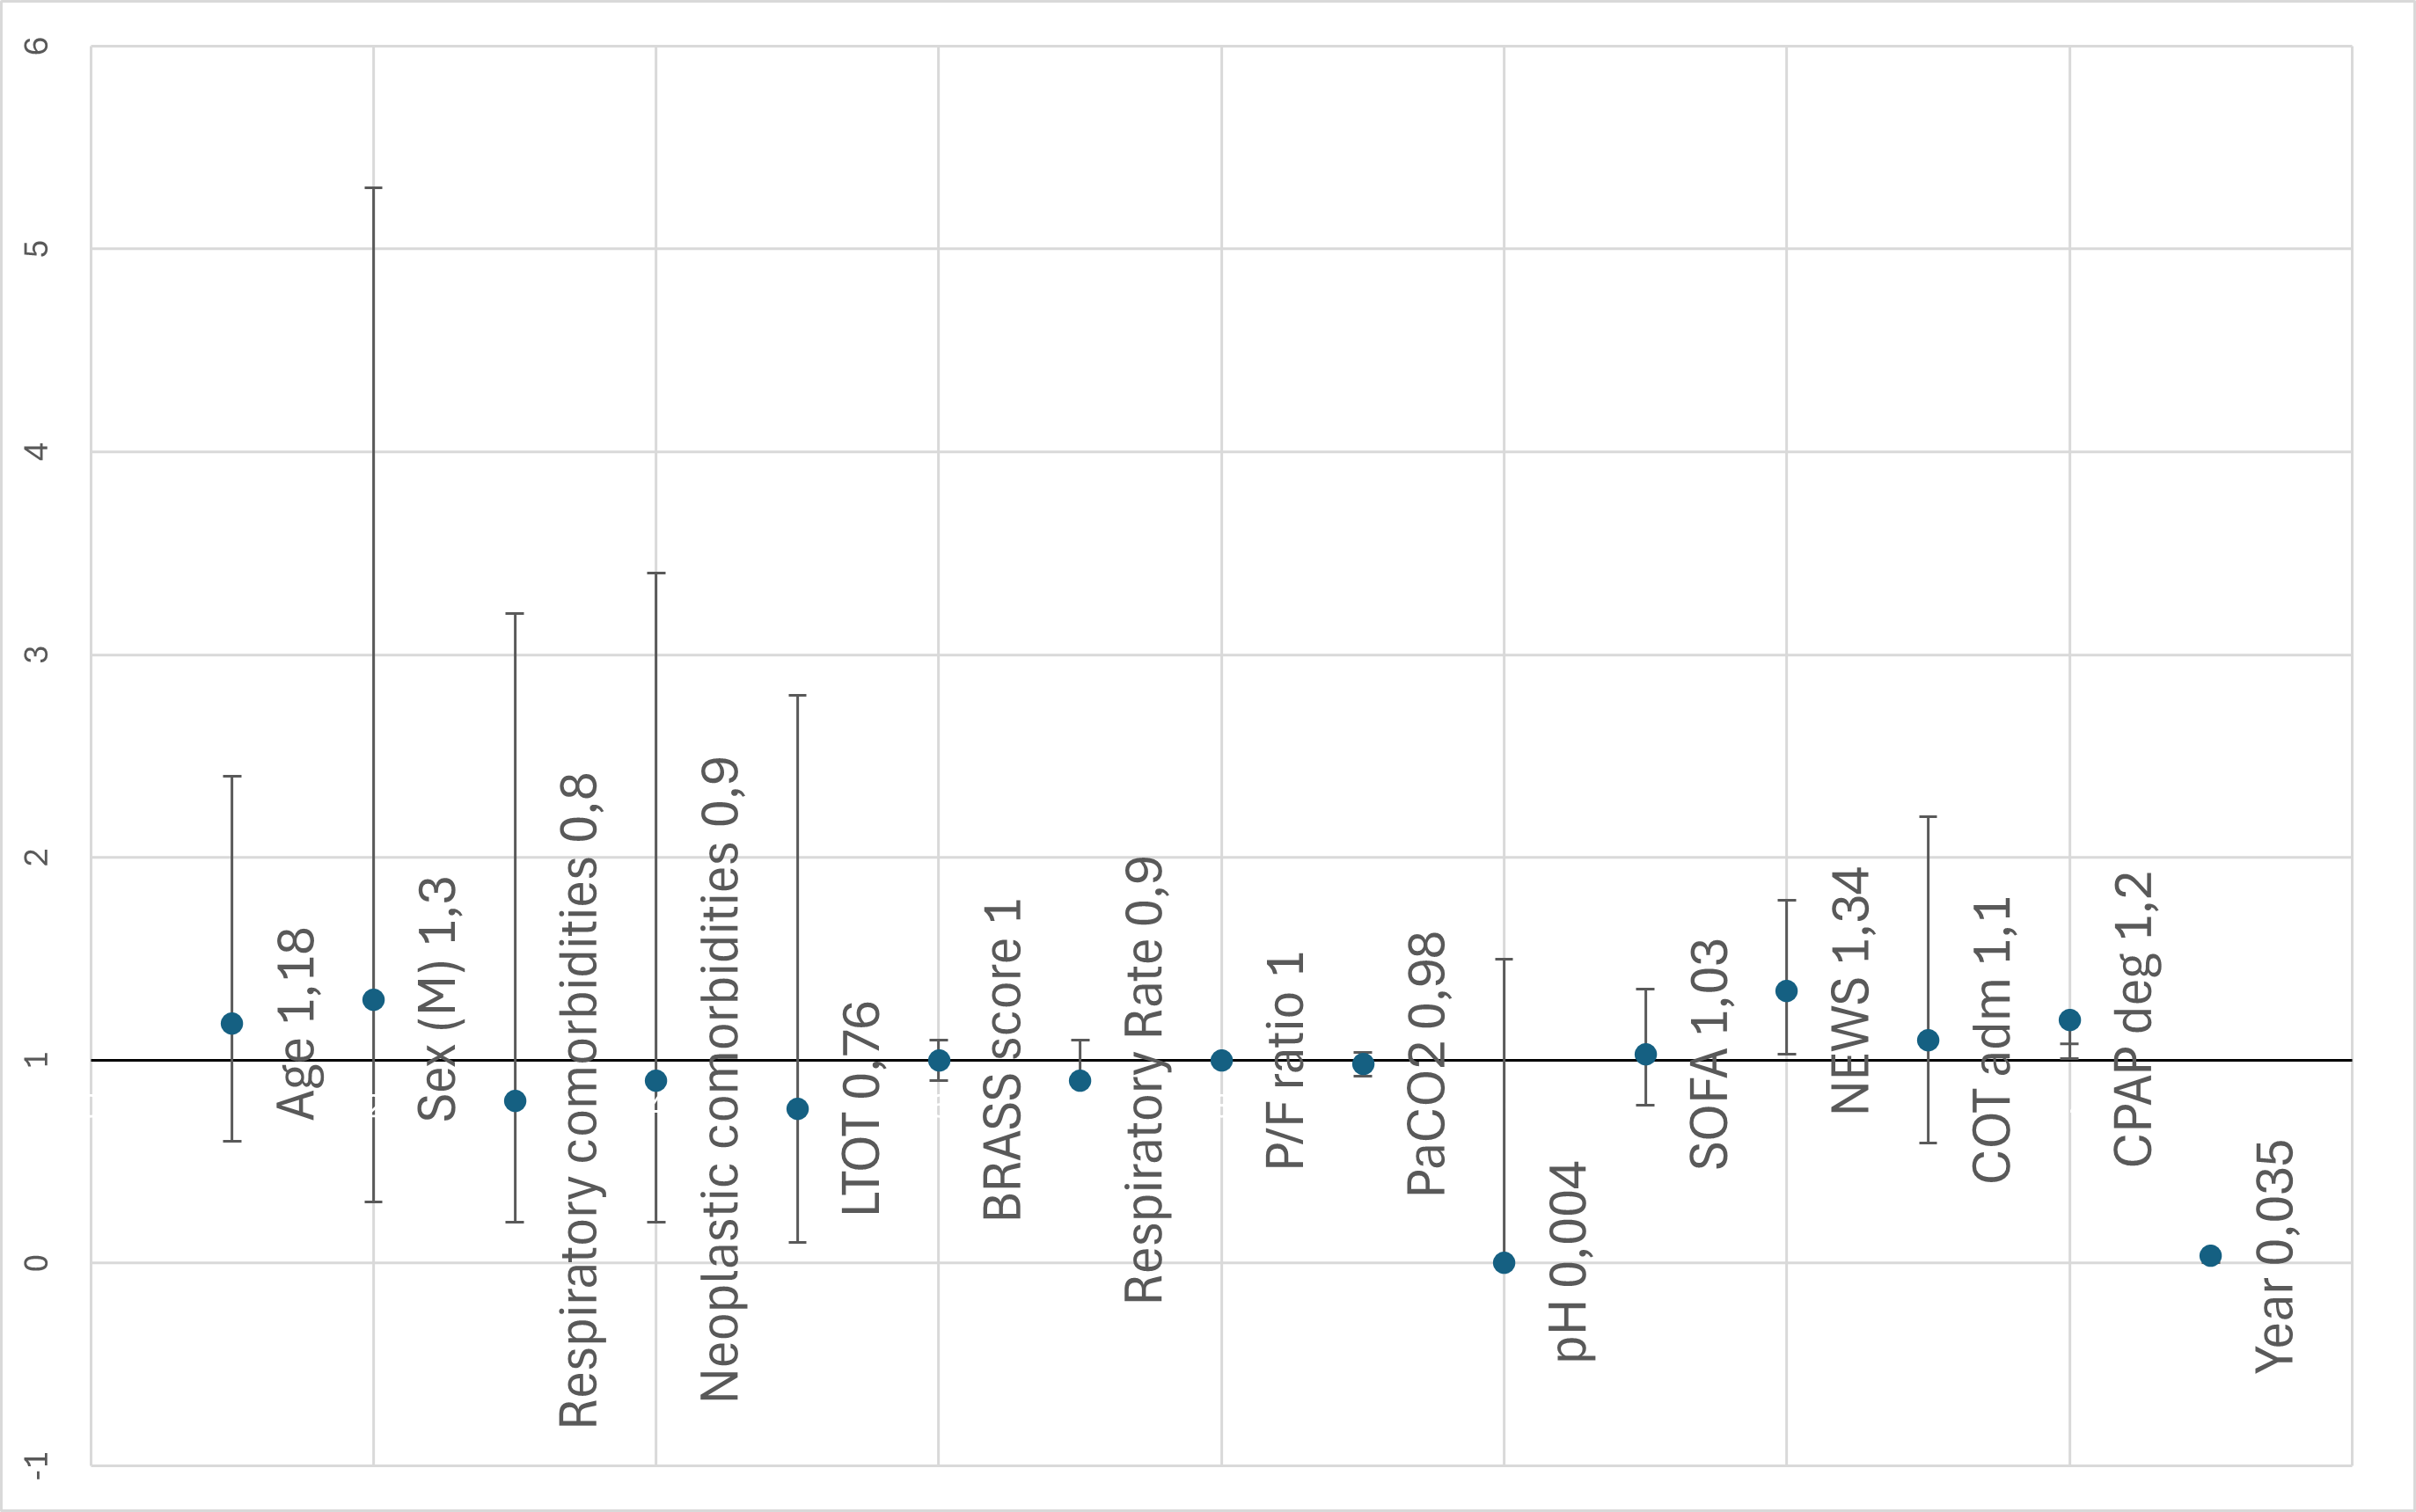 6
5
4
3
2
1
0
-1
Age 1,18
Sex (M) 1,3
Respiratory comorbidities 0,8
Neoplastic comorbidities 0,9
LTOT 0,76
BRASS score 1
Respiratory Rate 0,9
P/F ratio 1
PaCO2 0,98
pH 0,004
SOFA 1,03
NEWS 1,34
COT adm 1,1
CPAP deg 1,2
Year 0,035